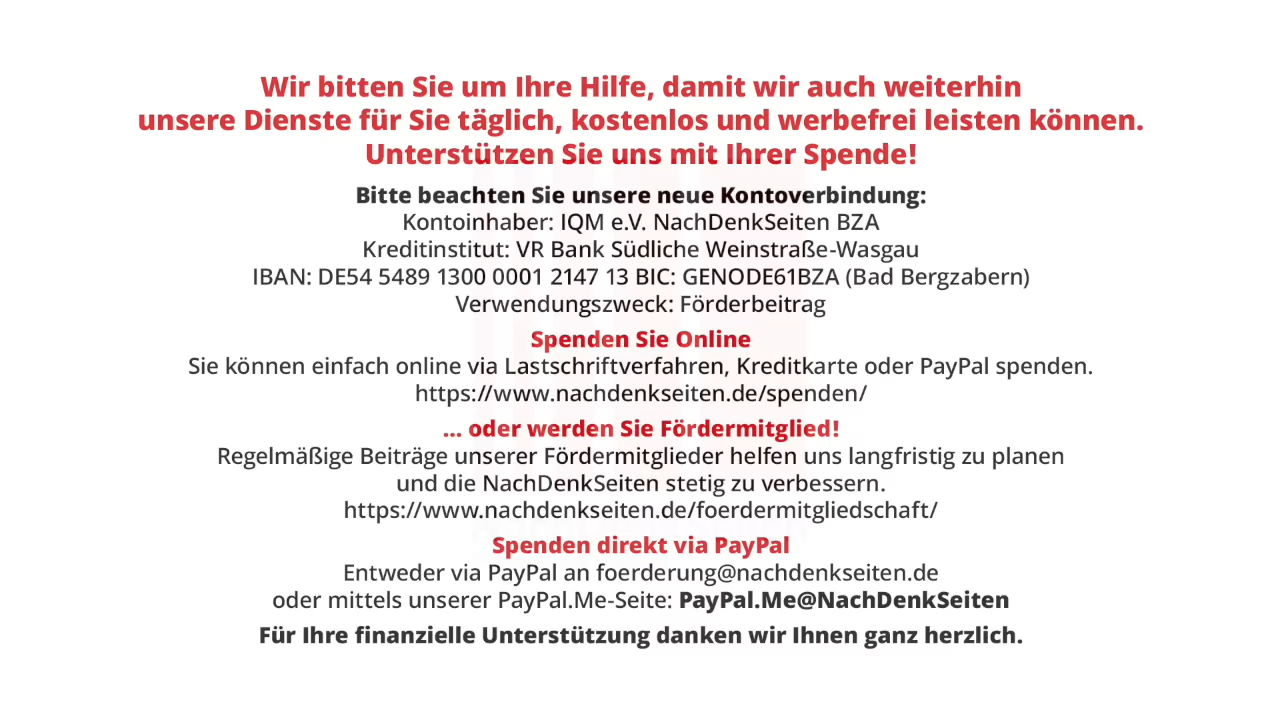 Wir bitten Sie um Ihre Hilfe, damit wir auch weiterhin
unsere Dienste für Sie täglich, kostenlos und werbefrei leisten können.
Unterstützen Sie uns mit Ihrer Spende!
Bitte beachten Sie unsere neue Kontoverbindung:
Kontoinhaber: IQM e.V. NachDenkSeiten BZA
Kreditinstitut: VR Bank Südliche Weinstraße-Wasgau
IBAN: DE54 5489 1300 0001 2147 13 BIC: GENODE61BZA (Bad Bergzabern)
Verwendungszweck: Förderbeitrag
Spenden Sie Online
Sie können einfach online via Lastschriftverfahren, Kreditkarte oder PayPal spenden.
https://www.nachdenkseiten.de/spenden/
... oder werden Sie Fördermitglied!
Regelmäßige Beiträge unserer Fördermitglieder helfen uns langfristig zu planen
und die NachDenkSeiten stetig zu verbessern.
https://www.nachdenkseiten.de/foerdermitgliedschaft/
Spenden direkt via PayPal
Entweder via PayPal an foerderung@nachdenkseiten.de
oder mittels unserer PayPal.Me-Seite: PayPal.Me@NachDenkSeiten
Für Ihre finanzielle Unterstützung danken wir Ihnen ganz herzlich.